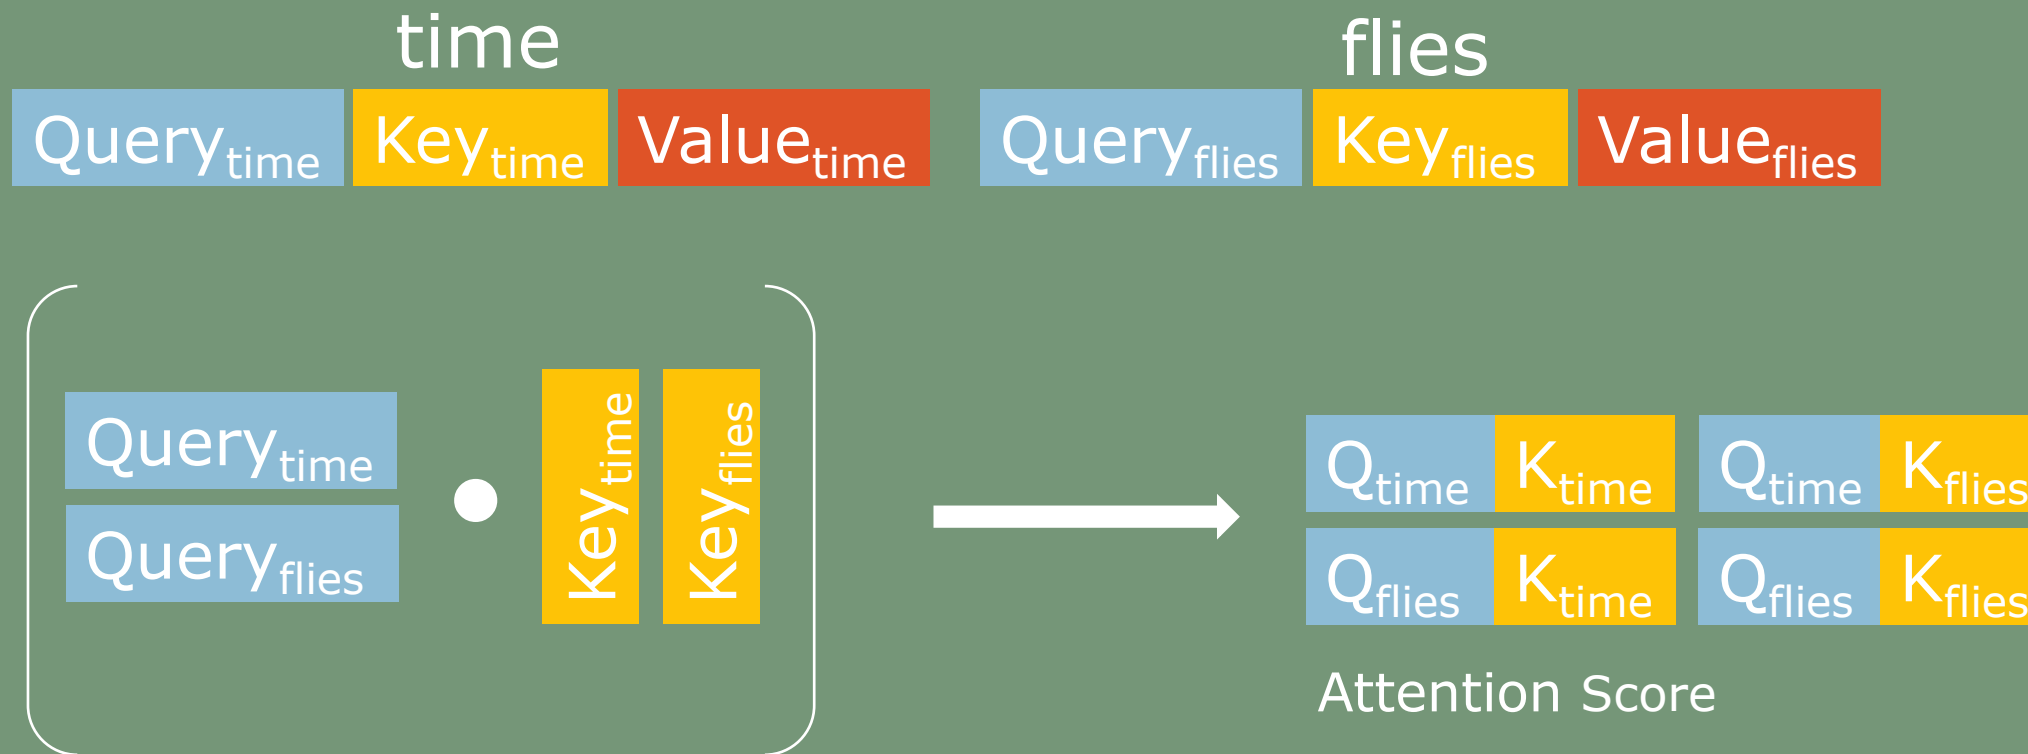 time flies
Query_time Key_time Value_time Query_flies Key_flies Value_flies
Query_time
Query_flies
Key_time
Key_flies
Q_time K_time Q_time K_flies
Q_flies K_time Q_flies K_flies
Attention Score